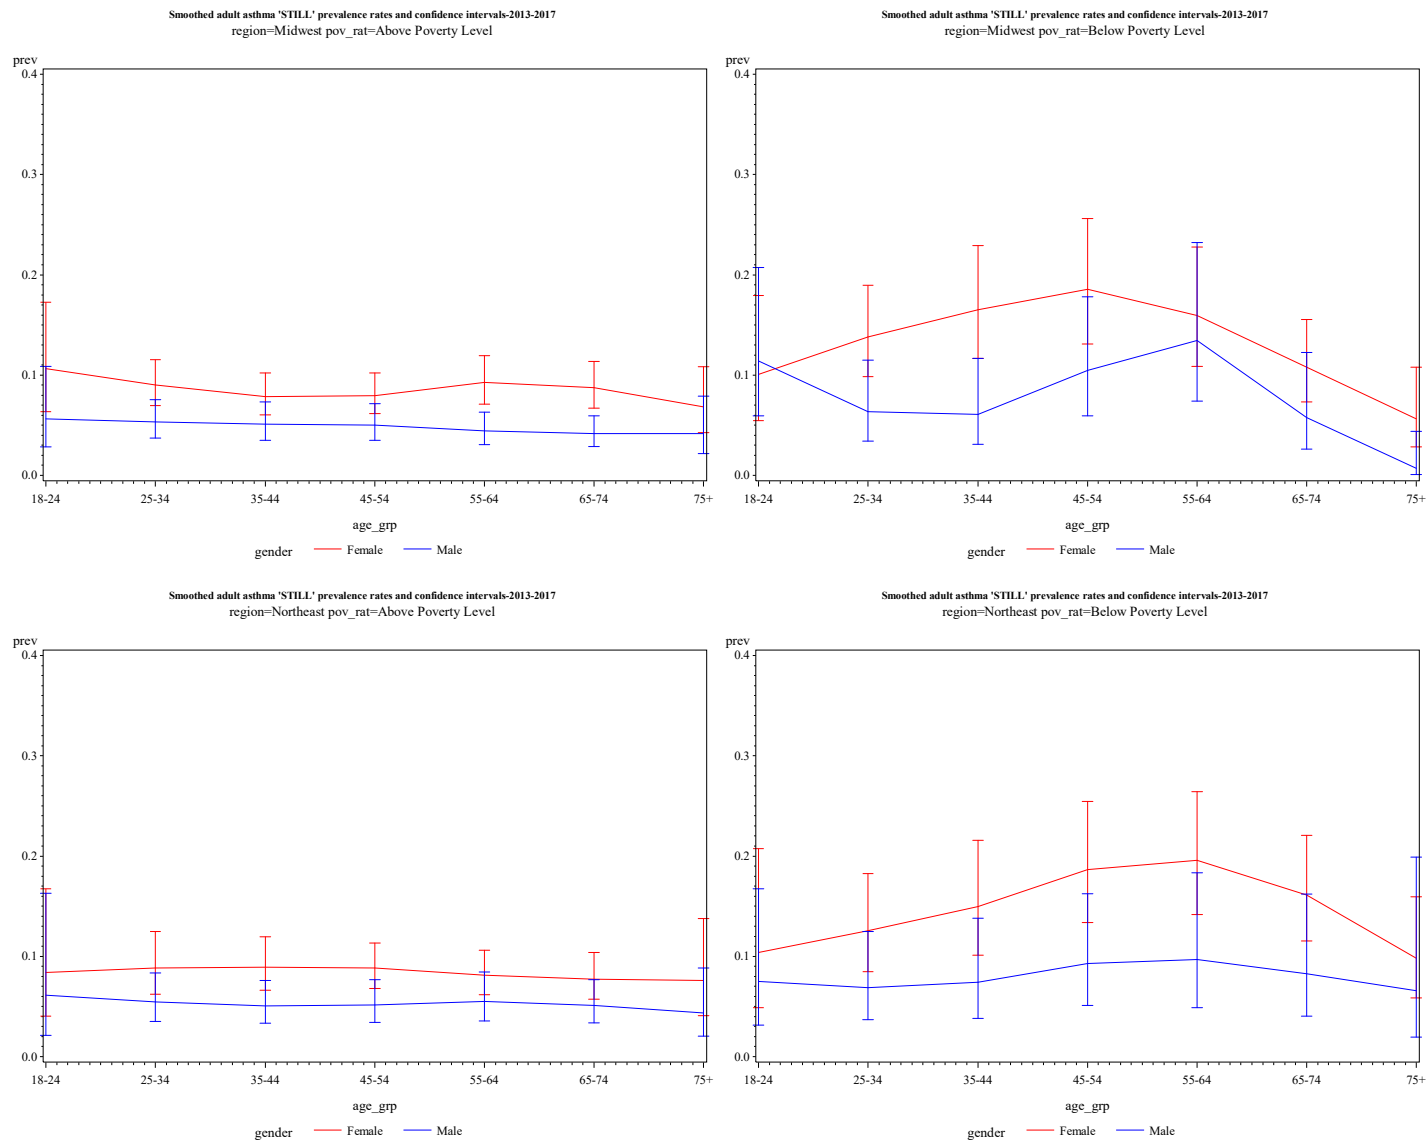 Smoothed adult asthma 'STILL' prevalence rates and confidence intervals-2013-2017
region=Midwest pov_rat=Above Poverty Level
prev
0.4
0.3
0.2
0.1
0.0
18-24 25-34 35-44 45-54 55-64 65-74 75+
age_grp
gender Female Male
Smoothed adult asthma 'STILL' prevalence rates and confidence intervals-2013-2017
region=Midwest pov_rat=Below Poverty Level
prev
0.4
0.3
0.2
0.1
0.0
18-24 25-34 35-44 45-54 55-64 65-74 75+
age_grp
gender Female Male
Smoothed adult asthma 'STILL' prevalence rates and confidence intervals-2013-2017
region=Northeast pov_rat=Above Poverty Level
prev
0.4
0.3
0.2
0.1
0.0
18-24 25-34 35-44 45-54 55-64 65-74 75+
age_grp
gender Female Male
Smoothed adult asthma 'STILL' prevalence rates and confidence intervals-2013-2017
region=Northeast pov_rat=Below Poverty Level
prev
0.4
0.3
0.2
0.1
0.0
18-24 25-34 35-44 45-54 55-64 65-74 75+
age_grp
gender Female Male